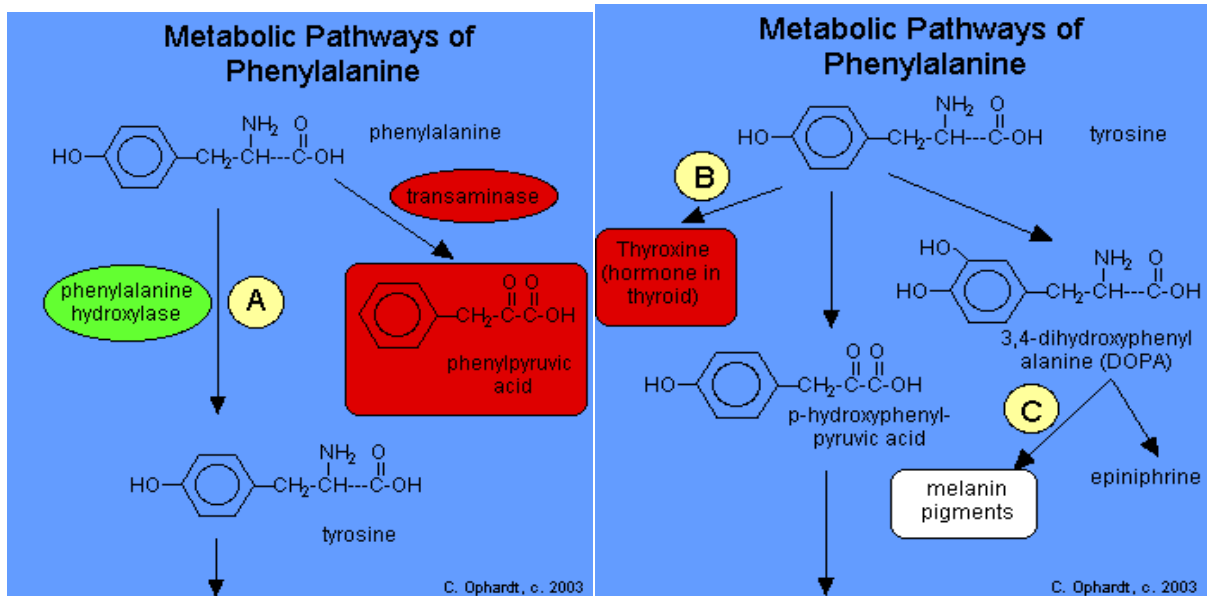 Metabolic Pathways of
Phenylalanine
NH₂ O
HO CH₂-CH---C-OH
phenylalanine
transaminase
phenylalanine
hydroxylase
A
O O
CH₂-C-C-OH
phenylpyruvic
acid
NH₂ O
HO CH₂-CH---C-OH
tyrosine
C. Ophardt, c. 2003
Metabolic Pathways of
Phenylalanine
NH₂ O
HO CH₂-CH---C-OH
tyrosine
B
Thyroxine
(hormone in
thyroid)
HO NH₂ O
HO CH₂-CH---C-OH
3,4-dihydroxyphenyl
alanine (DOPA)
O O
HO CH₂-C-C-OH
p-hydroxyphenyl-
pyruvic acid
C
melanin
pigments
epiniphrine
C. Ophardt, c. 2003